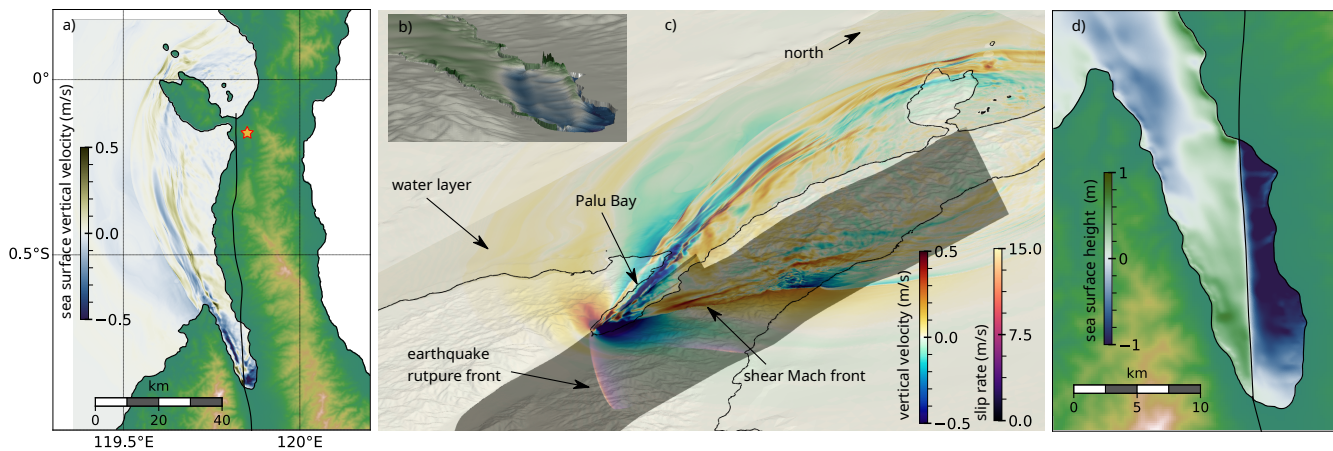 a)
0°
0.5°S
119.5°E
120°E
sea surface vertical velocity (m/s)
0.5
0.0
−0.5
km
0
20
40
b)
c)
north
water layer
Palu Bay
earthquake
rutpure front
shear Mach front
vertical velocity (m/s)
0.5
0.0
−0.5
slip rate (m/s)
15.0
7.5
0.0
d)
sea surface height (m)
1
0
−1
km
0
5
10